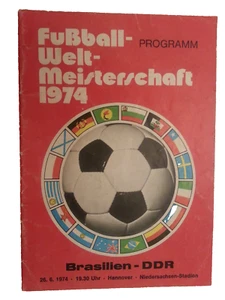 Fußball-
Welt-
Meisterschaft
1974
PROGRAMM
Brasilien - DDR
26. 6. 1974 · 19.30 Uhr · Hannover · Niedersachsen-Stadion